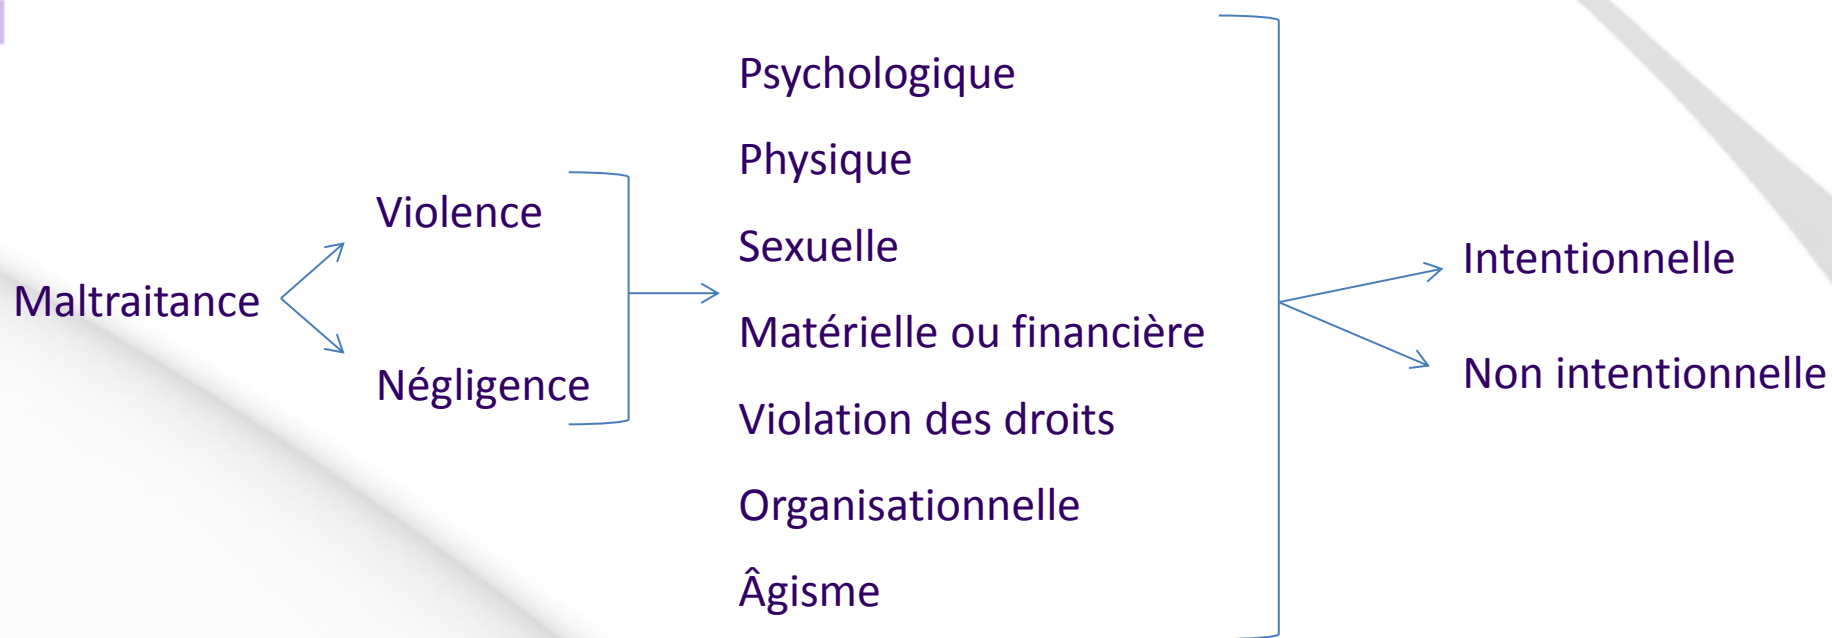 Maltraitance
Violence
Négligence
Psychologique
Physique
Sexuelle
Matérielle ou financière
Violation des droits
Organisationnelle
Âgisme
Intentionnelle
Non intentionnelle